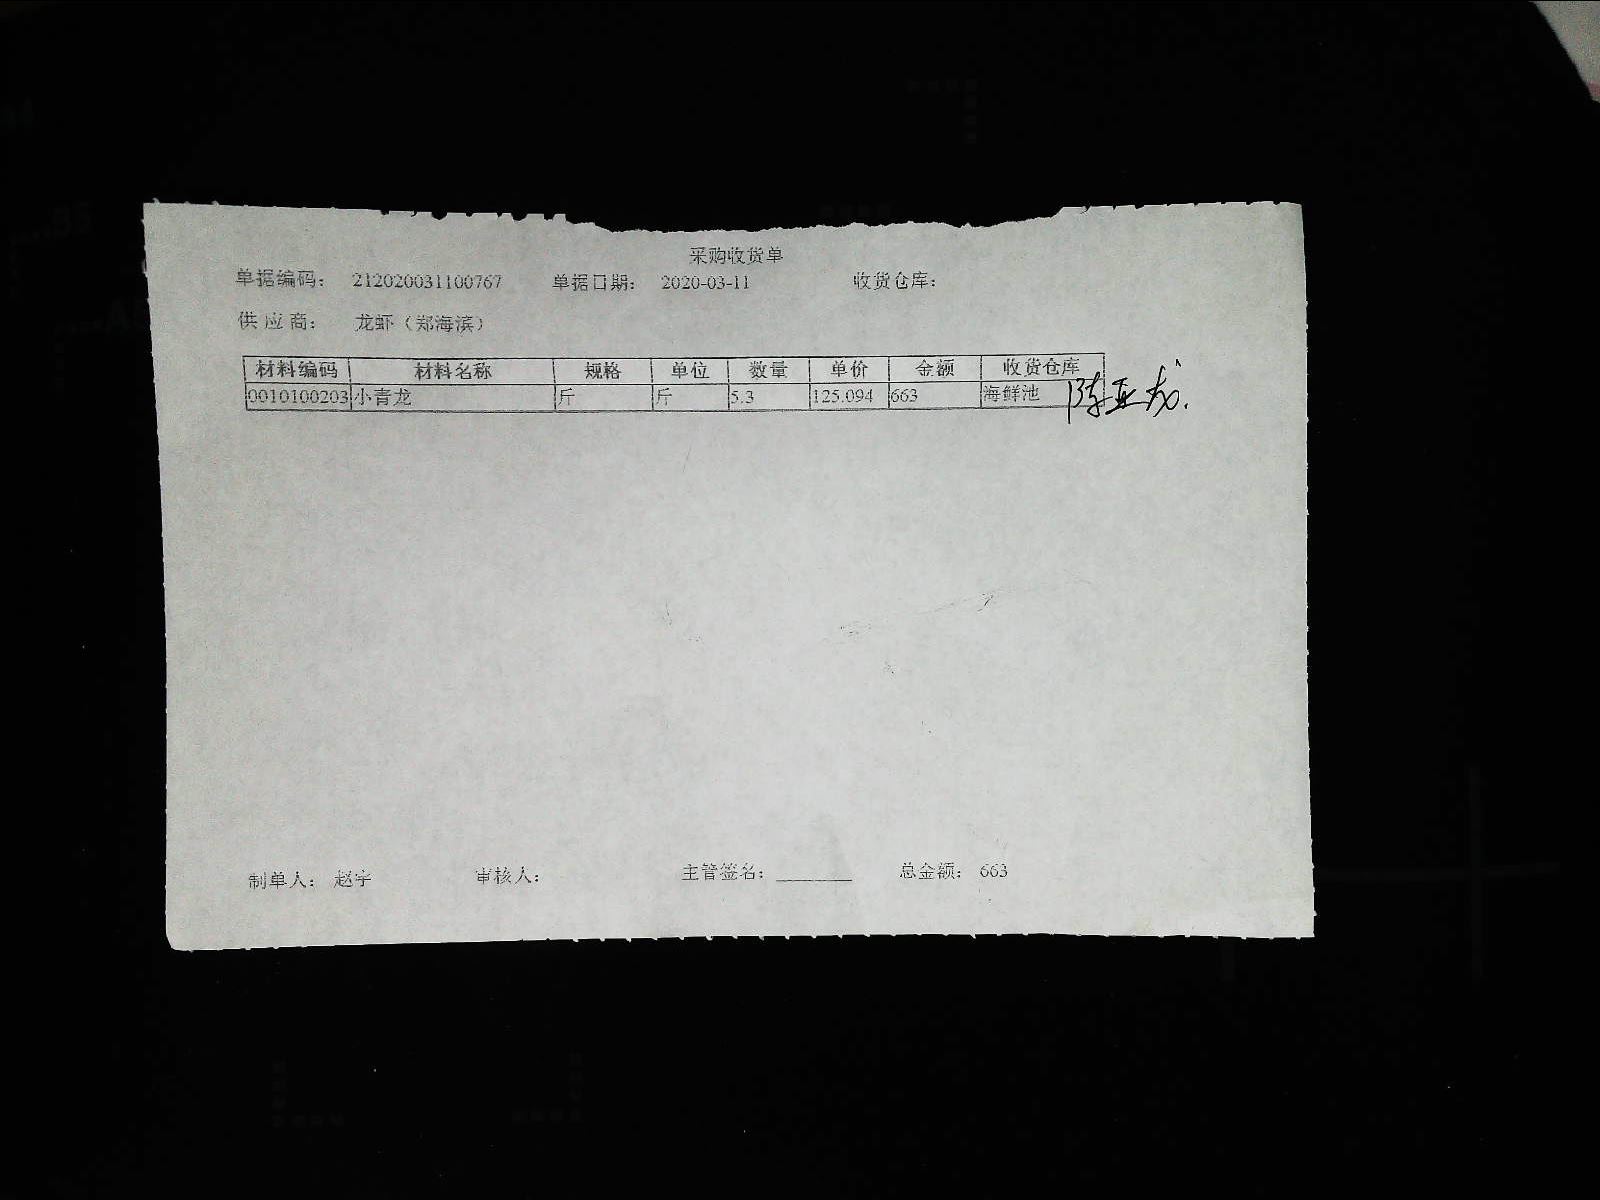 采购收货单
单据编码： 212020031100767 单据日期： 2020-03-11 收货仓库：
供 应 商： 龙虾（郑海滨）
材料编码 材料名称 规格 单位 数量 单价 金额 收货仓库
0010100203 小青龙 斤 斤 5.3 125.094 663 海鲜池 陈亚龙.
制单人： 赵宇 审核人： 主管签名：________ 总金额： 663